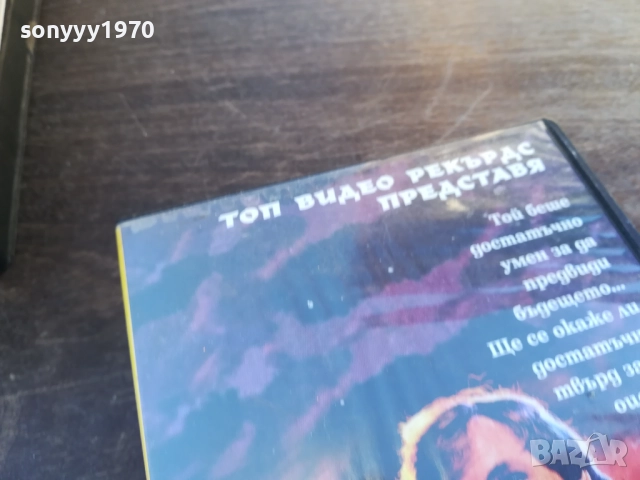 sonyyy1970
ТОП ВИДЕО РЕКЪРДС
ПРЕДСТАВЯ
Той беше
достатъчно
умен за да
предвиди
бъдещето...
Ще се окаже ли
достатъчн
твърд за
BAZAR